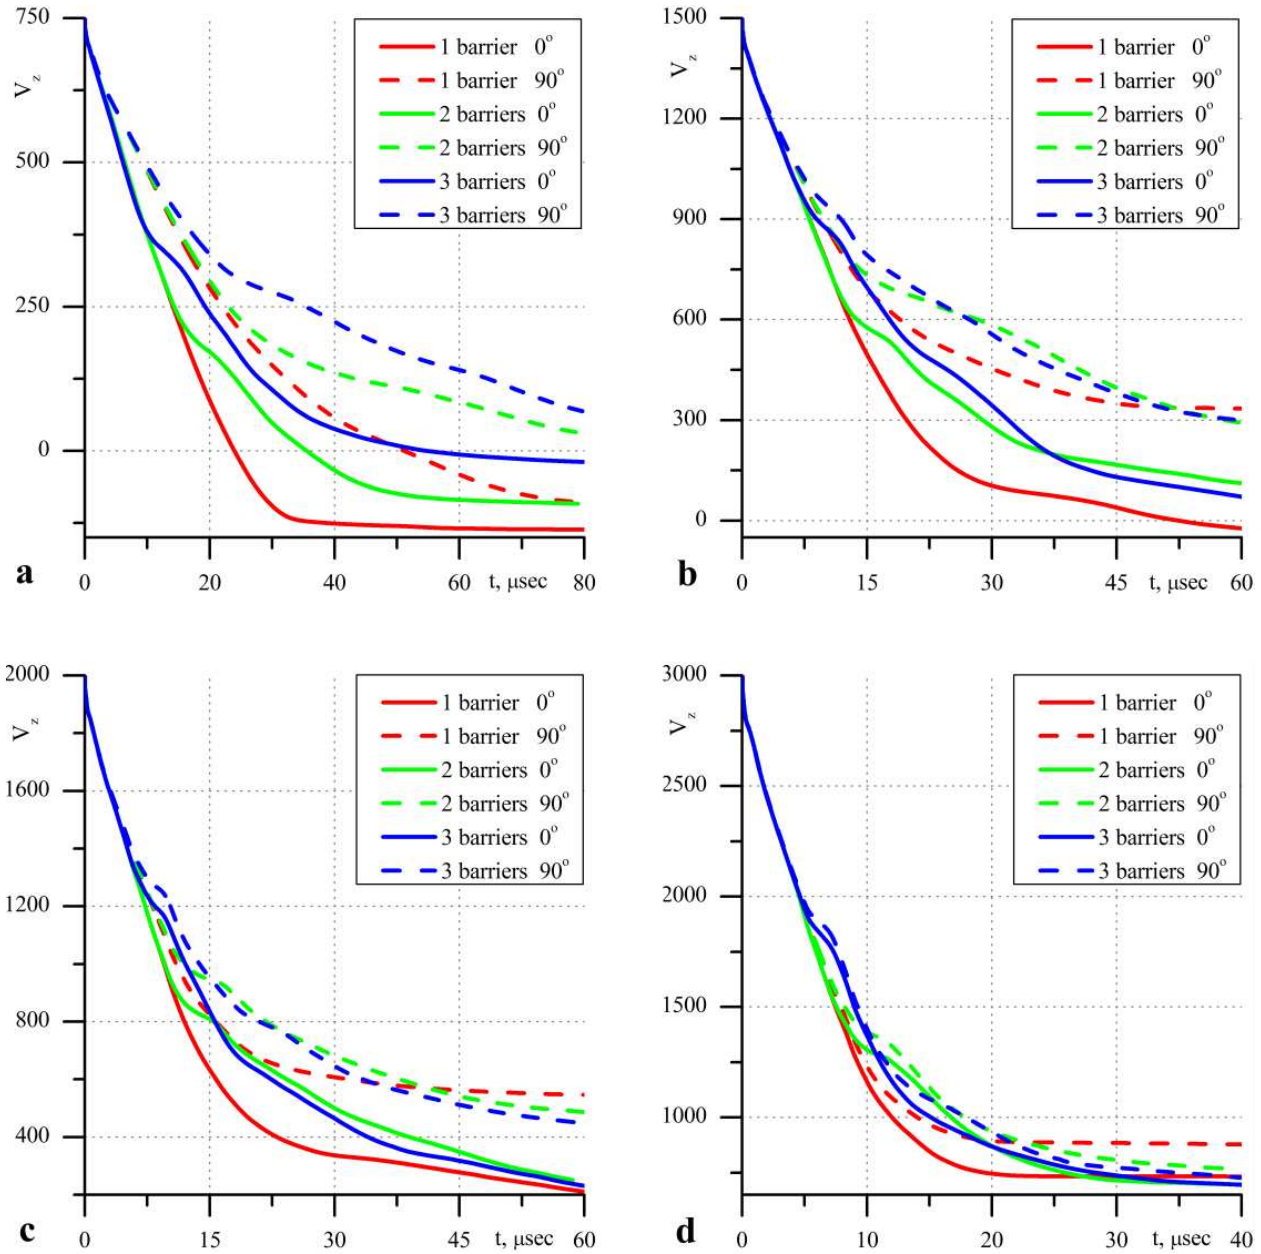 750
500
250
0
V_z
1 barrier 0°
1 barrier 90°
2 barriers 0°
2 barriers 90°
3 barriers 0°
3 barriers 90°
a
0 20 40 60 t, μsec 80
1500
1200
900
600
300
0
V_z
1 barrier 0°
1 barrier 90°
2 barriers 0°
2 barriers 90°
3 barriers 0°
3 barriers 90°
b
0 15 30 45 t, μsec 60
2000
1600
1200
800
400
V_z
1 barrier 0°
1 barrier 90°
2 barriers 0°
2 barriers 90°
3 barriers 0°
3 barriers 90°
c
0 15 30 45 t, μsec 60
3000
2500
2000
1500
1000
V_z
1 barrier 0°
1 barrier 90°
2 barriers 0°
2 barriers 90°
3 barriers 0°
3 barriers 90°
d
0 10 20 30 t, μsec 40